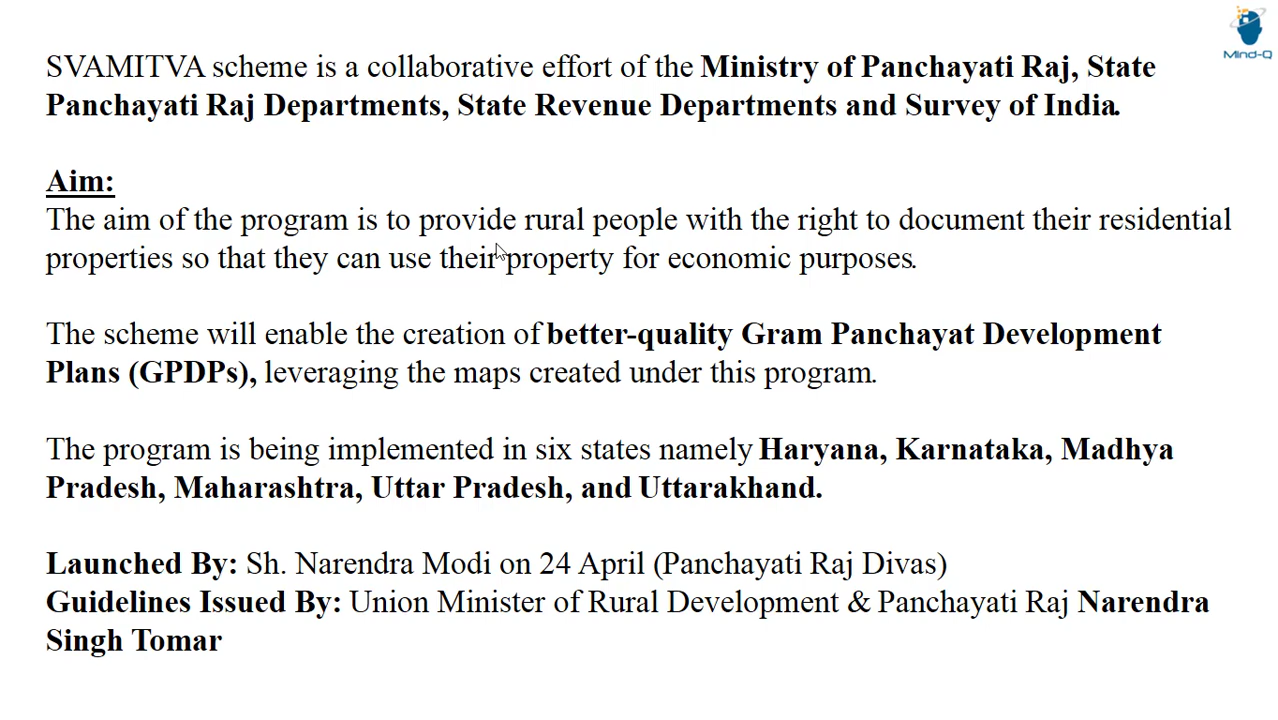 Mind-Q
SVAMITVA scheme is a collaborative effort of the Ministry of Panchayati Raj, State
Panchayati Raj Departments, State Revenue Departments and Survey of India.
Aim:
The aim of the program is to provide rural people with the right to document their residential
properties so that they can use their property for economic purposes.
The scheme will enable the creation of better-quality Gram Panchayat Development
Plans (GPDPs), leveraging the maps created under this program.
The program is being implemented in six states namely Haryana, Karnataka, Madhya
Pradesh, Maharashtra, Uttar Pradesh, and Uttarakhand.
Launched By: Sh. Narendra Modi on 24 April (Panchayati Raj Divas)
Guidelines Issued By: Union Minister of Rural Development & Panchayati Raj Narendra
Singh Tomar